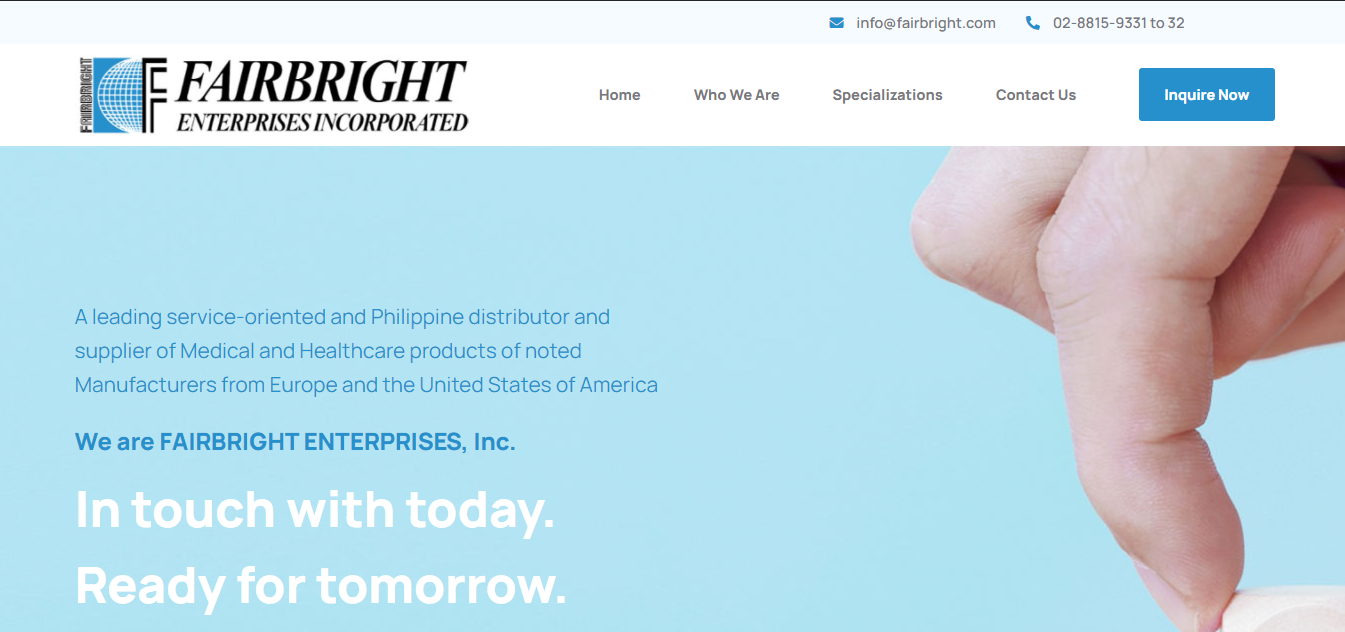 info@fairbright.com
02-8815-9331 to 32
FAIRBRIGHT
FAIRBRIGHT
ENTERPRISES INCORPORATED
Home
Who We Are
Specializations
Contact Us
Inquire Now
A leading service-oriented and Philippine distributor and
supplier of Medical and Healthcare products of noted
Manufacturers from Europe and the United States of America
We are FAIRBRIGHT ENTERPRISES, Inc.
In touch with today.
Ready for tomorrow.